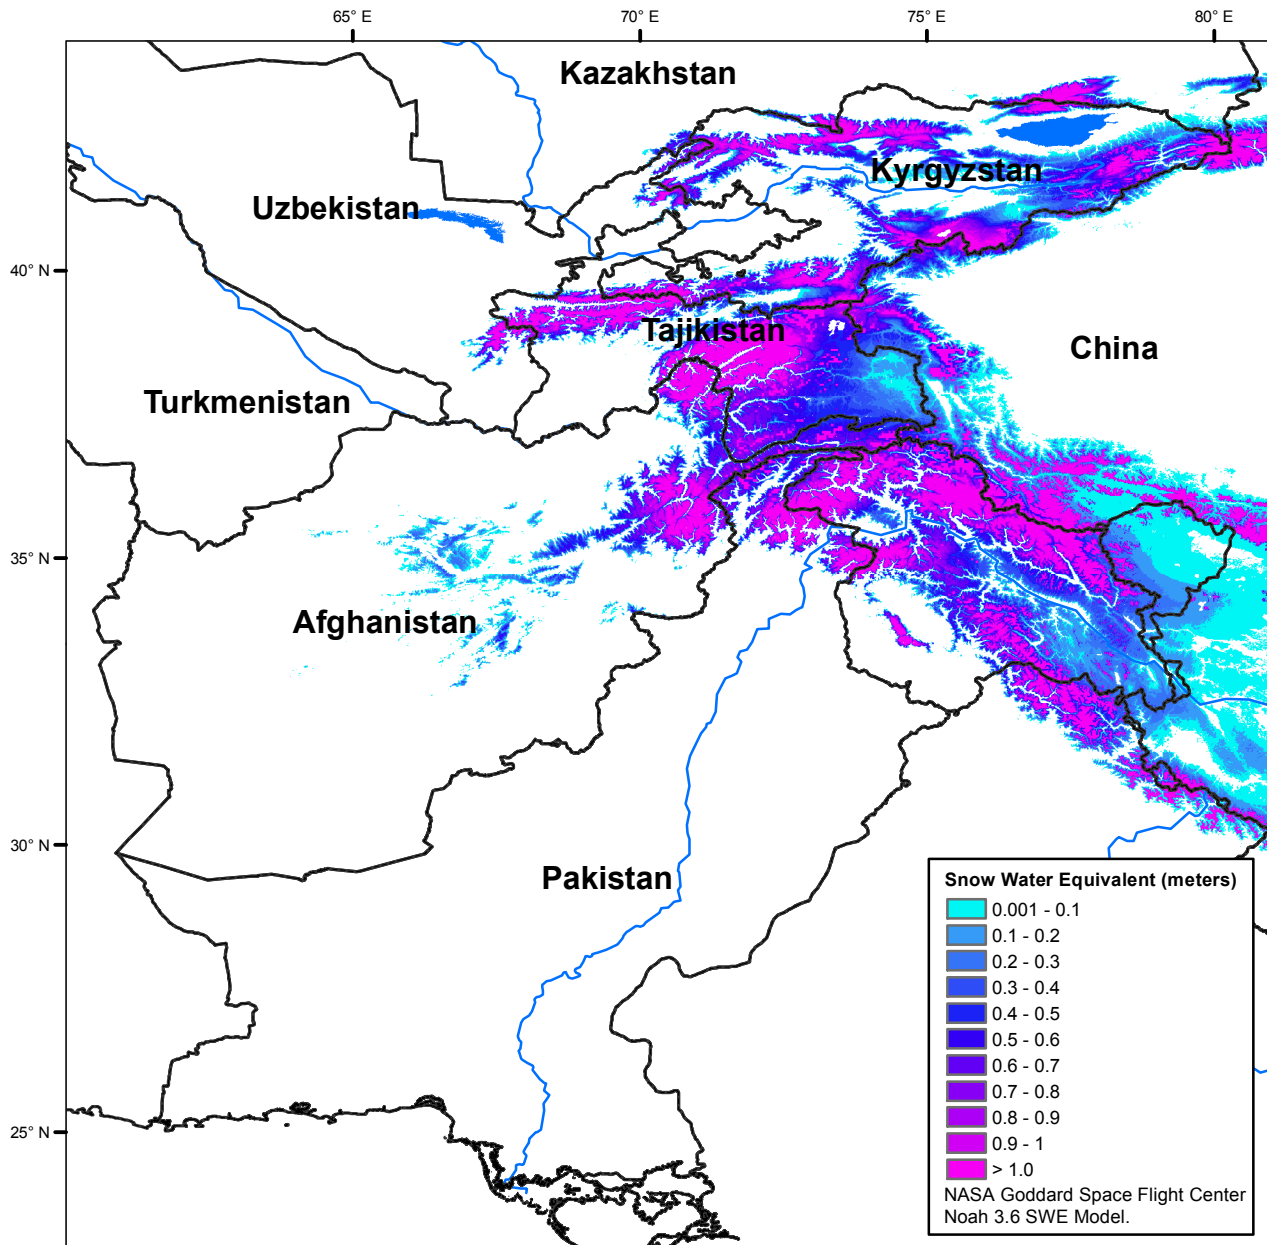 65° E
70° E
75° E
80° E
Kazakhstan
Kyrgyzstan
Uzbekistan
40° N
Tajikistan
China
Turkmenistan
35° N
Afghanistan
30° N
Pakistan
25° N
Snow Water Equivalent (meters)
0.001 - 0.1
0.1 - 0.2
0.2 - 0.3
0.3 - 0.4
0.4 - 0.5
0.5 - 0.6
0.6 - 0.7
0.7 - 0.8
0.8 - 0.9
0.9 - 1
> 1.0
NASA Goddard Space Flight Center
Noah 3.6 SWE Model.